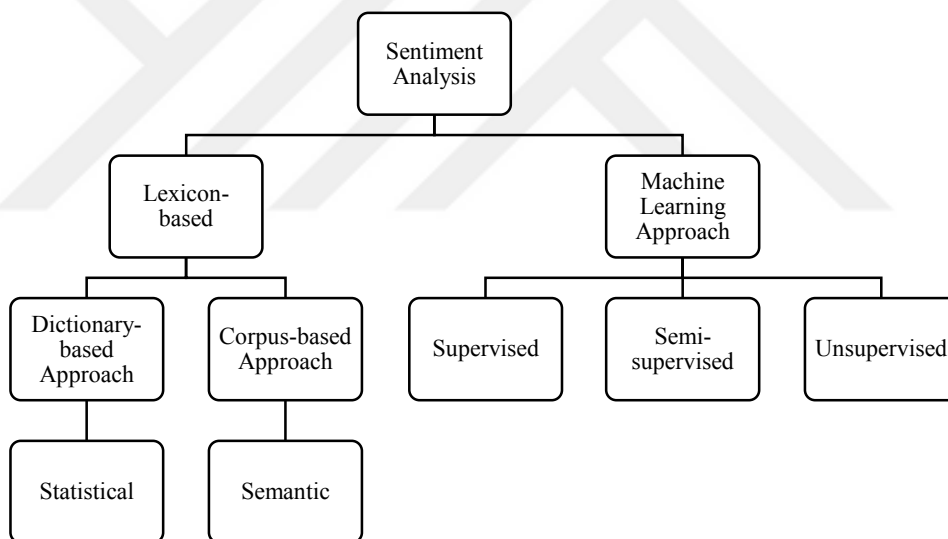 Sentiment
Analysis
Lexicon-
based
Machine
Learning
Approach
Dictionary-
based
Approach
Corpus-based
Approach
Supervised
Semi-
supervised
Unsupervised
Statistical
Semantic